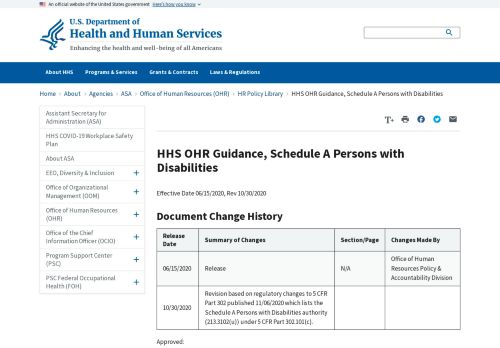 An official website of the United States government Here's how you know
U.S. Department of
Health and Human Services
Enhancing the health and well-being of all Americans
About HHS Programs & Services Grants & Contracts Laws & Regulations
Home › About › Agencies › ASA › Office of Human Resources (OHR) › HR Policy Library › HHS OHR Guidance, Schedule A Persons with Disabilities
Assistant Secretary for
Administration (ASA)
HHS COVID-19 Workplace Safety
Plan
About ASA
EEO, Diversity & Inclusion +
Office of Organizational
Management (OOM) +
Office of Human Resources
(OHR) +
Office of the Chief
Information Officer (OCIO) +
Program Support Center
(PSC) +
PSC Federal Occupational
Health (FOH) +
T+
HHS OHR Guidance, Schedule A Persons with
Disabilities
Effective Date 06/15/2020, Rev 10/30/2020
Document Change History
Release
Date
Summary of Changes
Section/Page
Changes Made By
06/15/2020
Release
N/A
Office of Human
Resources Policy &
Accountability Division
10/30/2020
Revision based on regulatory changes to 5 CFR
Part 302 published 11/06/2020 which lists the
Schedule A Persons with Disabilities authority
(213.3102(u)) under 5 CFR Part 302.101(c).
Approved: